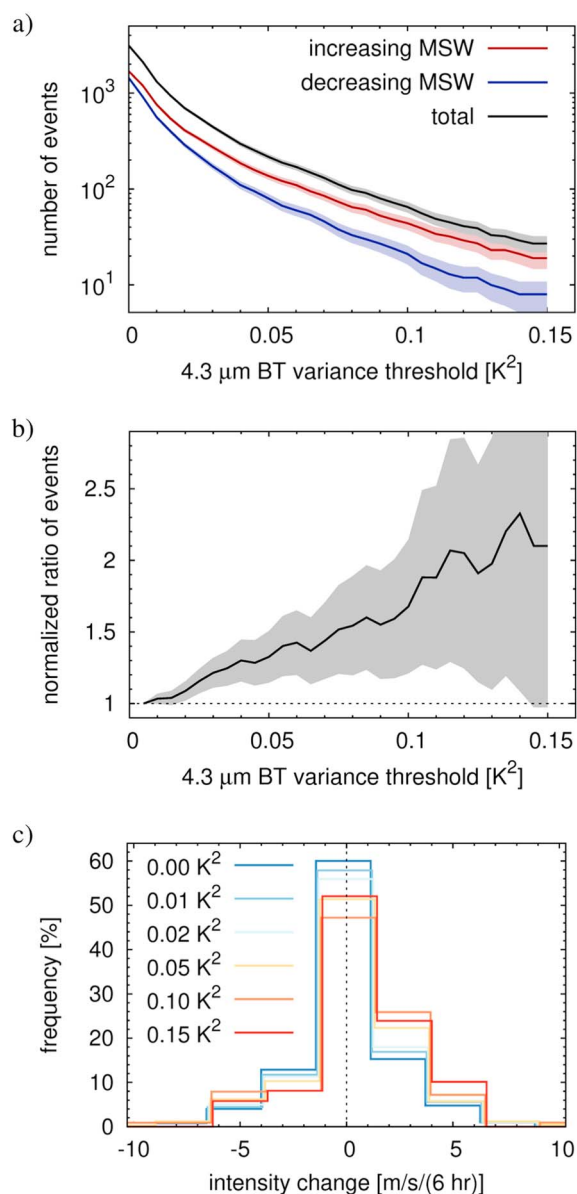 a)
number of events
10³
10²
10¹
increasing MSW
decreasing MSW
total
0 0.05 0.1 0.15
4.3 μm BT variance threshold [K²]
b)
normalized ratio of events
2.5
2
1.5
1
0 0.05 0.1 0.15
4.3 μm BT variance threshold [K²]
c)
frequency [%]
60
50
40
30
20
10
0
0.00 K²
0.01 K²
0.02 K²
0.05 K²
0.10 K²
0.15 K²
-10 -5 0 5 10
intensity change [m/s/(6 hr)]